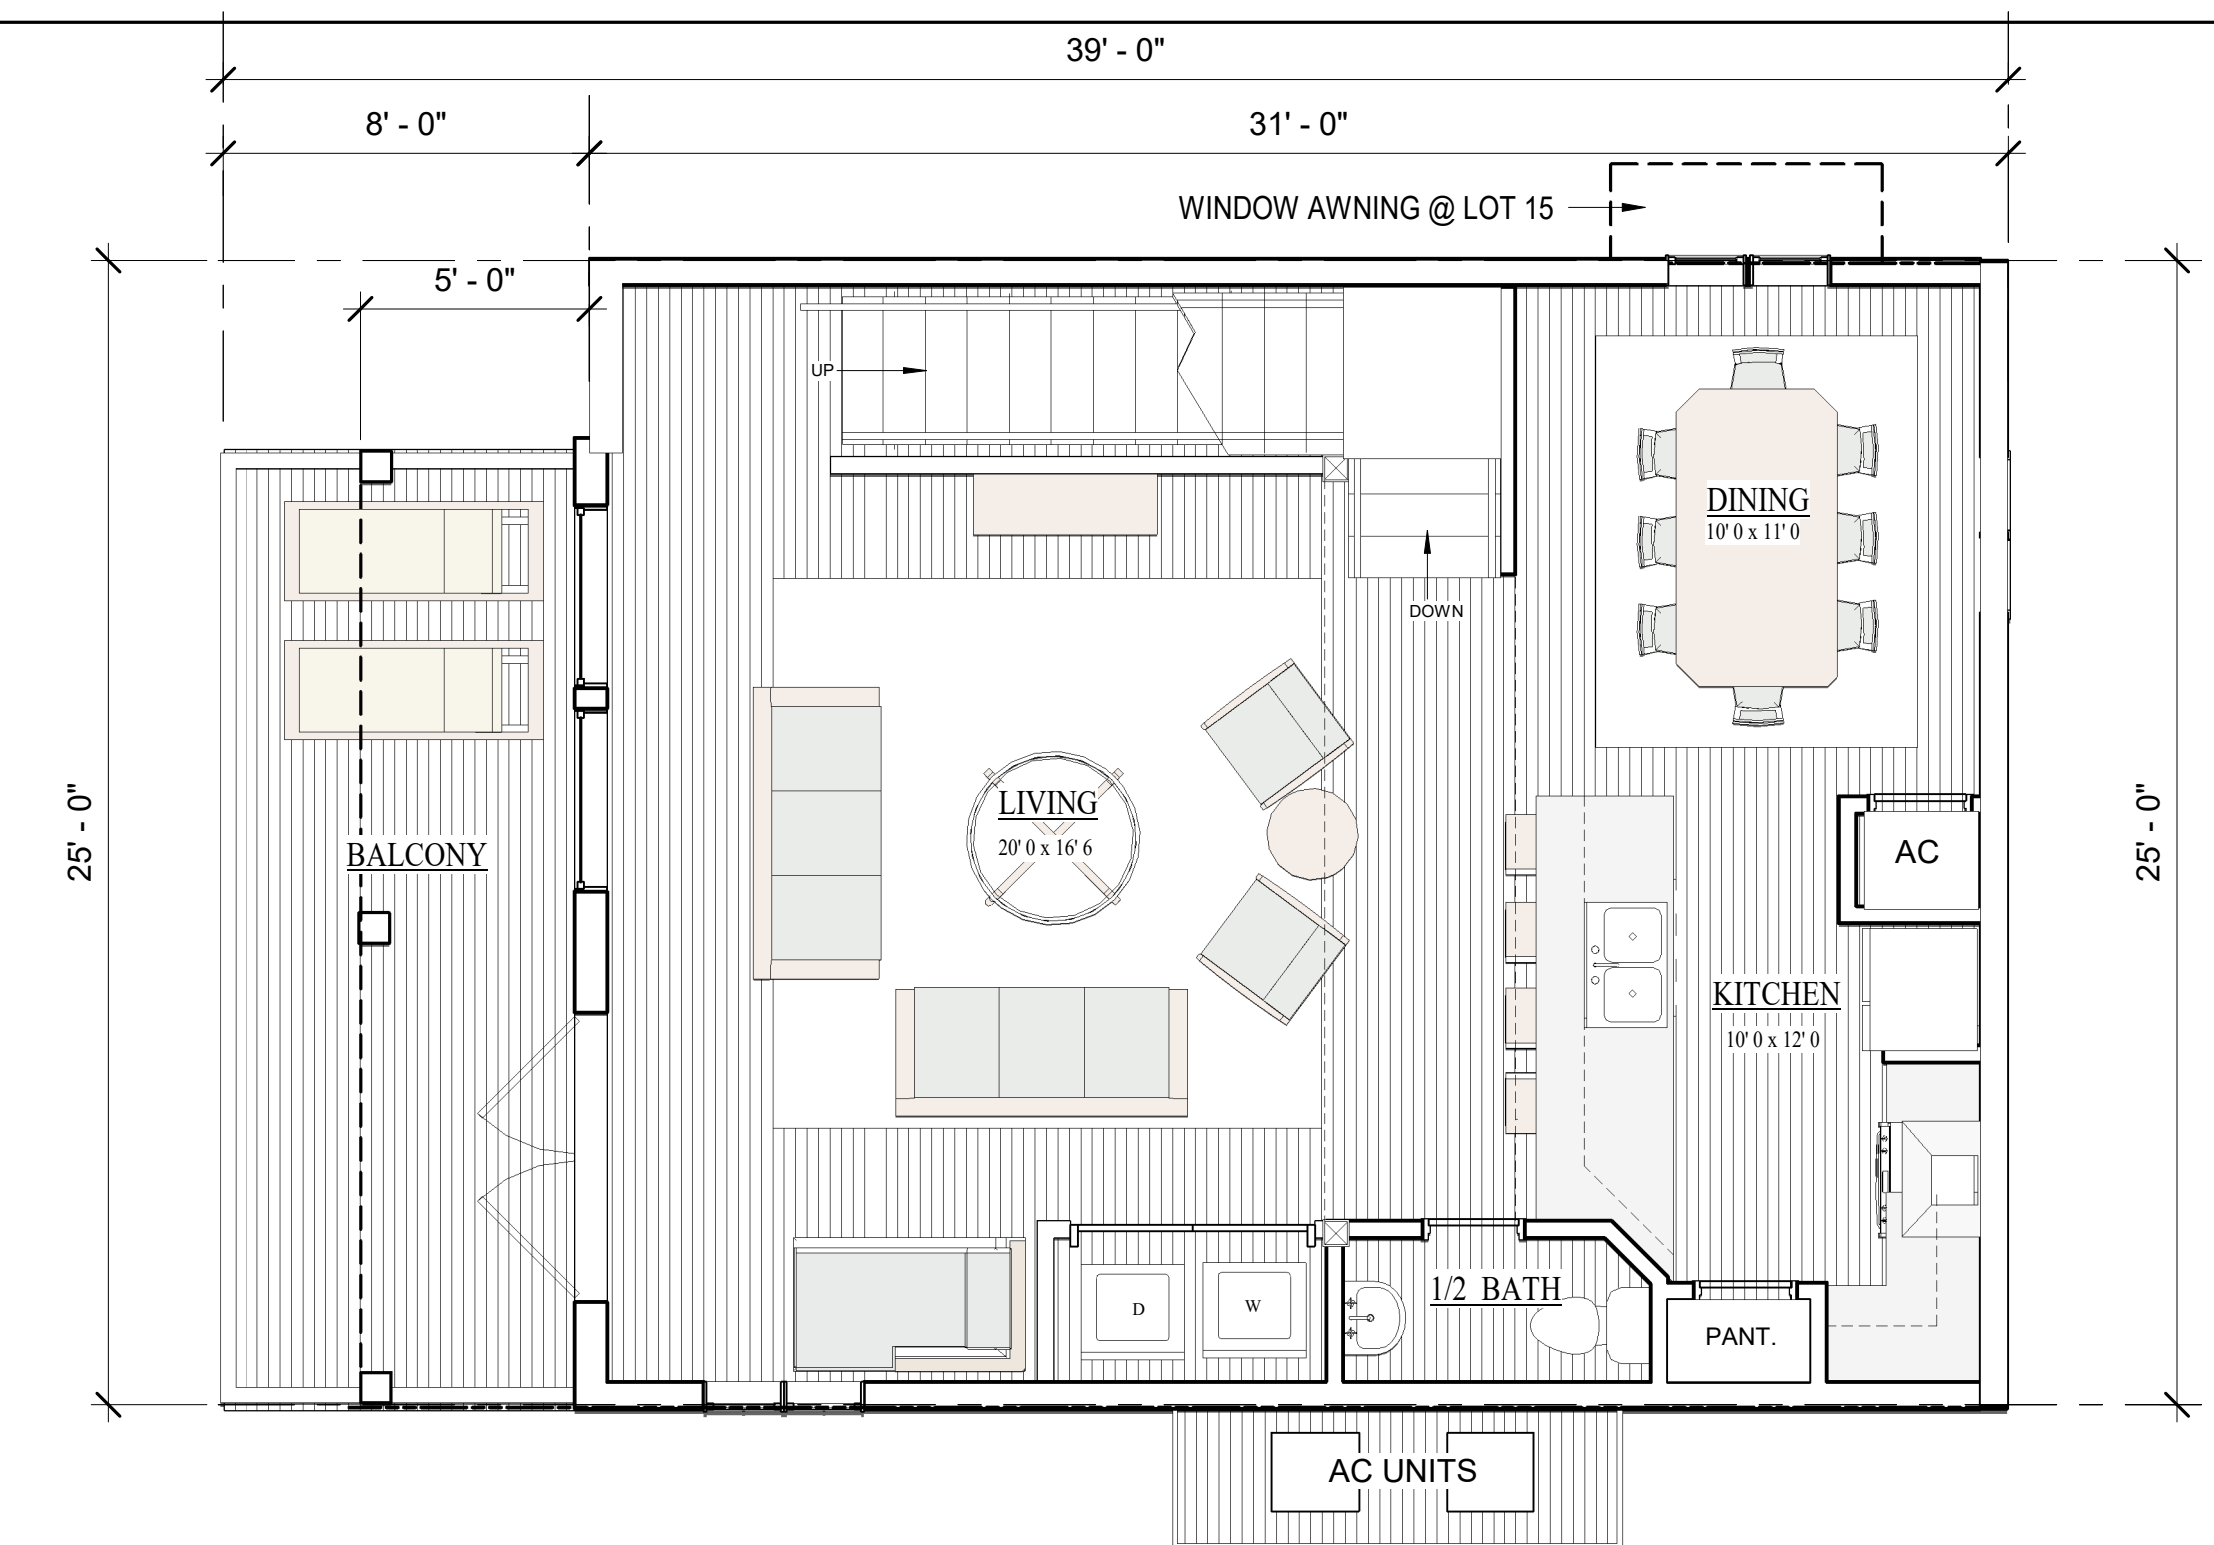 39' - 0"
8' - 0"
31' - 0"
WINDOW AWNING @ LOT 15
5' - 0"
UP
DINING
10' 0 x 11' 0
DOWN
25' - 0"
LIVING
20' 0 x 16' 6
BALCONY
AC
25' - 0"
KITCHEN
10' 0 x 12' 0
D
W
1/2 BATH
PANT.
AC UNITS